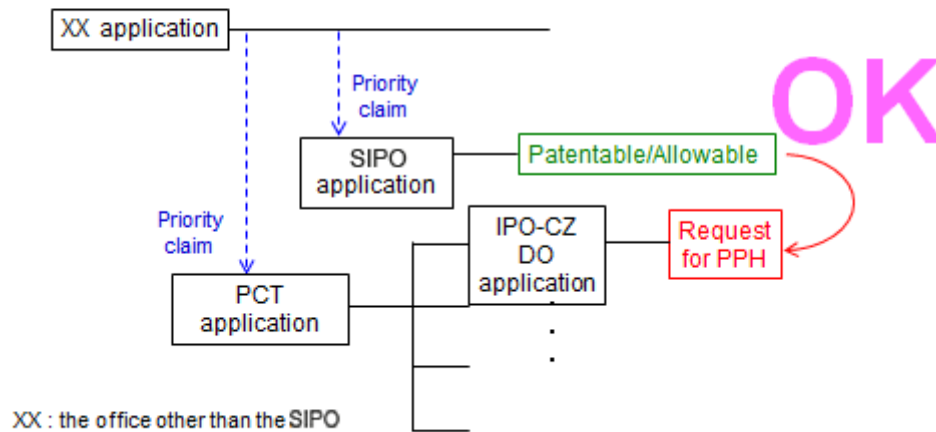 XX application
Priority
claim
OK
SIPO
application
Patentable/Allowable
Priority
claim
IPO-CZ
DO
application
Request
for PPH
PCT
application
XX : the office other than the SIPO